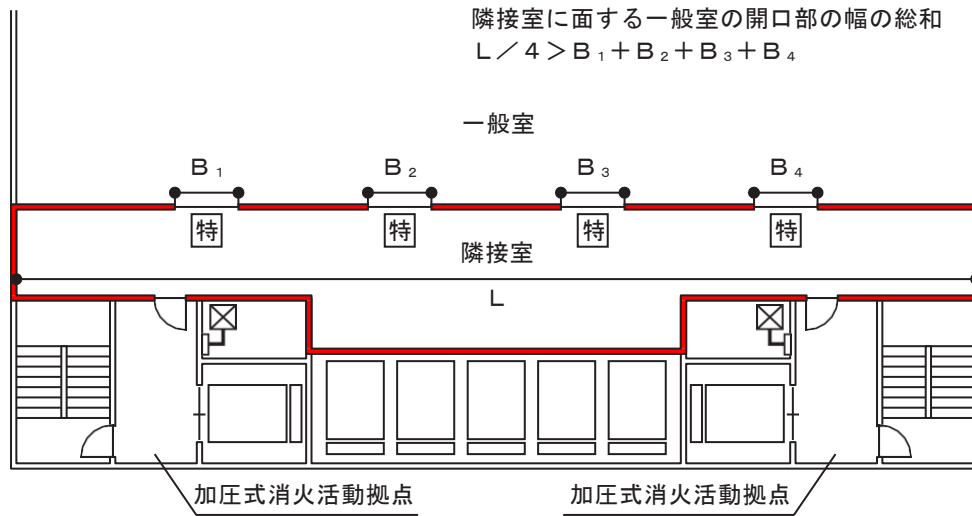 隣接室に面する一般室の開口部の幅の総和
L/4>B₁+B₂+B₃+B₄
一般室
B₁ B₂ B₃ B₄
特 特 特 特
隣接室
L
加圧式消火活動拠点 加圧式消火活動拠点